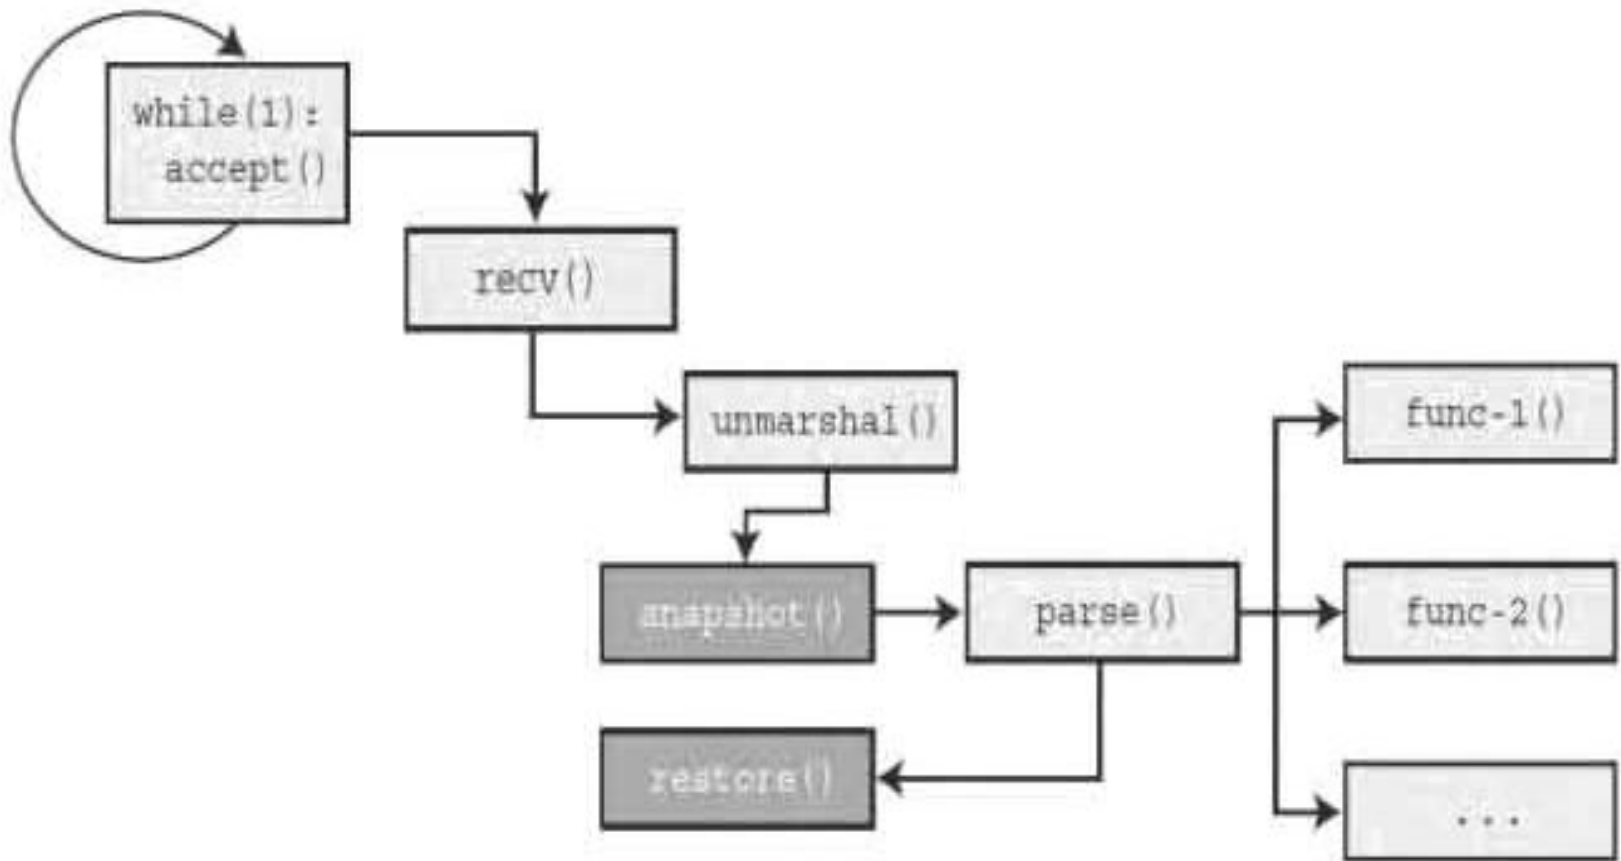 while(1):
accept()
recv()
unmarshal()
func-1()
snapshot()
parse()
func-2()
restore()
...